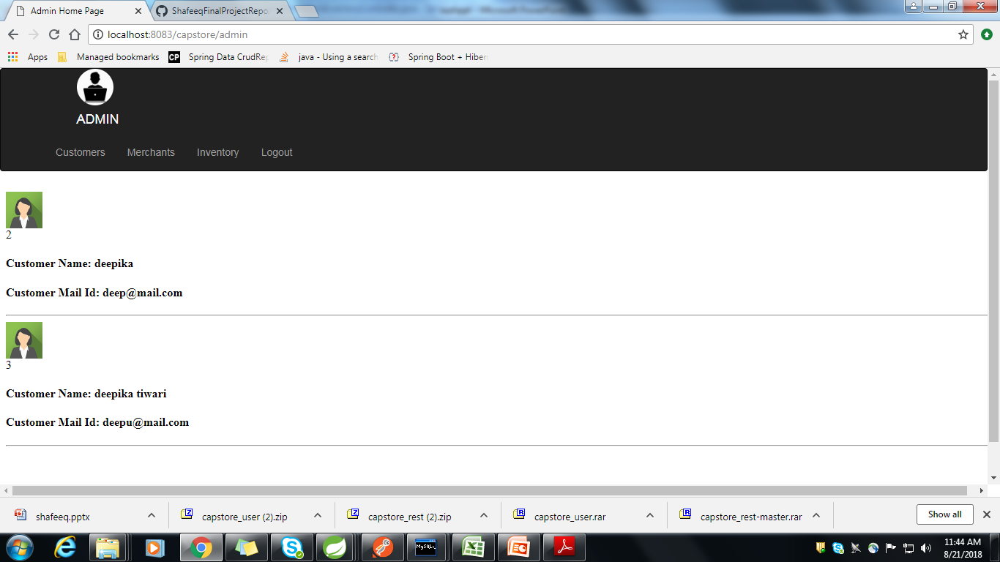 Admin Home Page
ShafeeqFinalProjectRepo
localhost:8083/capstore/admin
Apps Managed bookmarks CP Spring Data CrudRep java - Using a search Spring Boot + Hiber
ADMIN
Customers Merchants Inventory Logout
2
Customer Name: deepika
Customer Mail Id: deep@mail.com
3
Customer Name: deepika tiwari
Customer Mail Id: deepu@mail.com
shafeeq.pptx capstore_user (2).zip capstore_rest (2).zip capstore_user.rar capstore_rest-master.rar Show all
MySQL
11:44 AM
8/21/2018